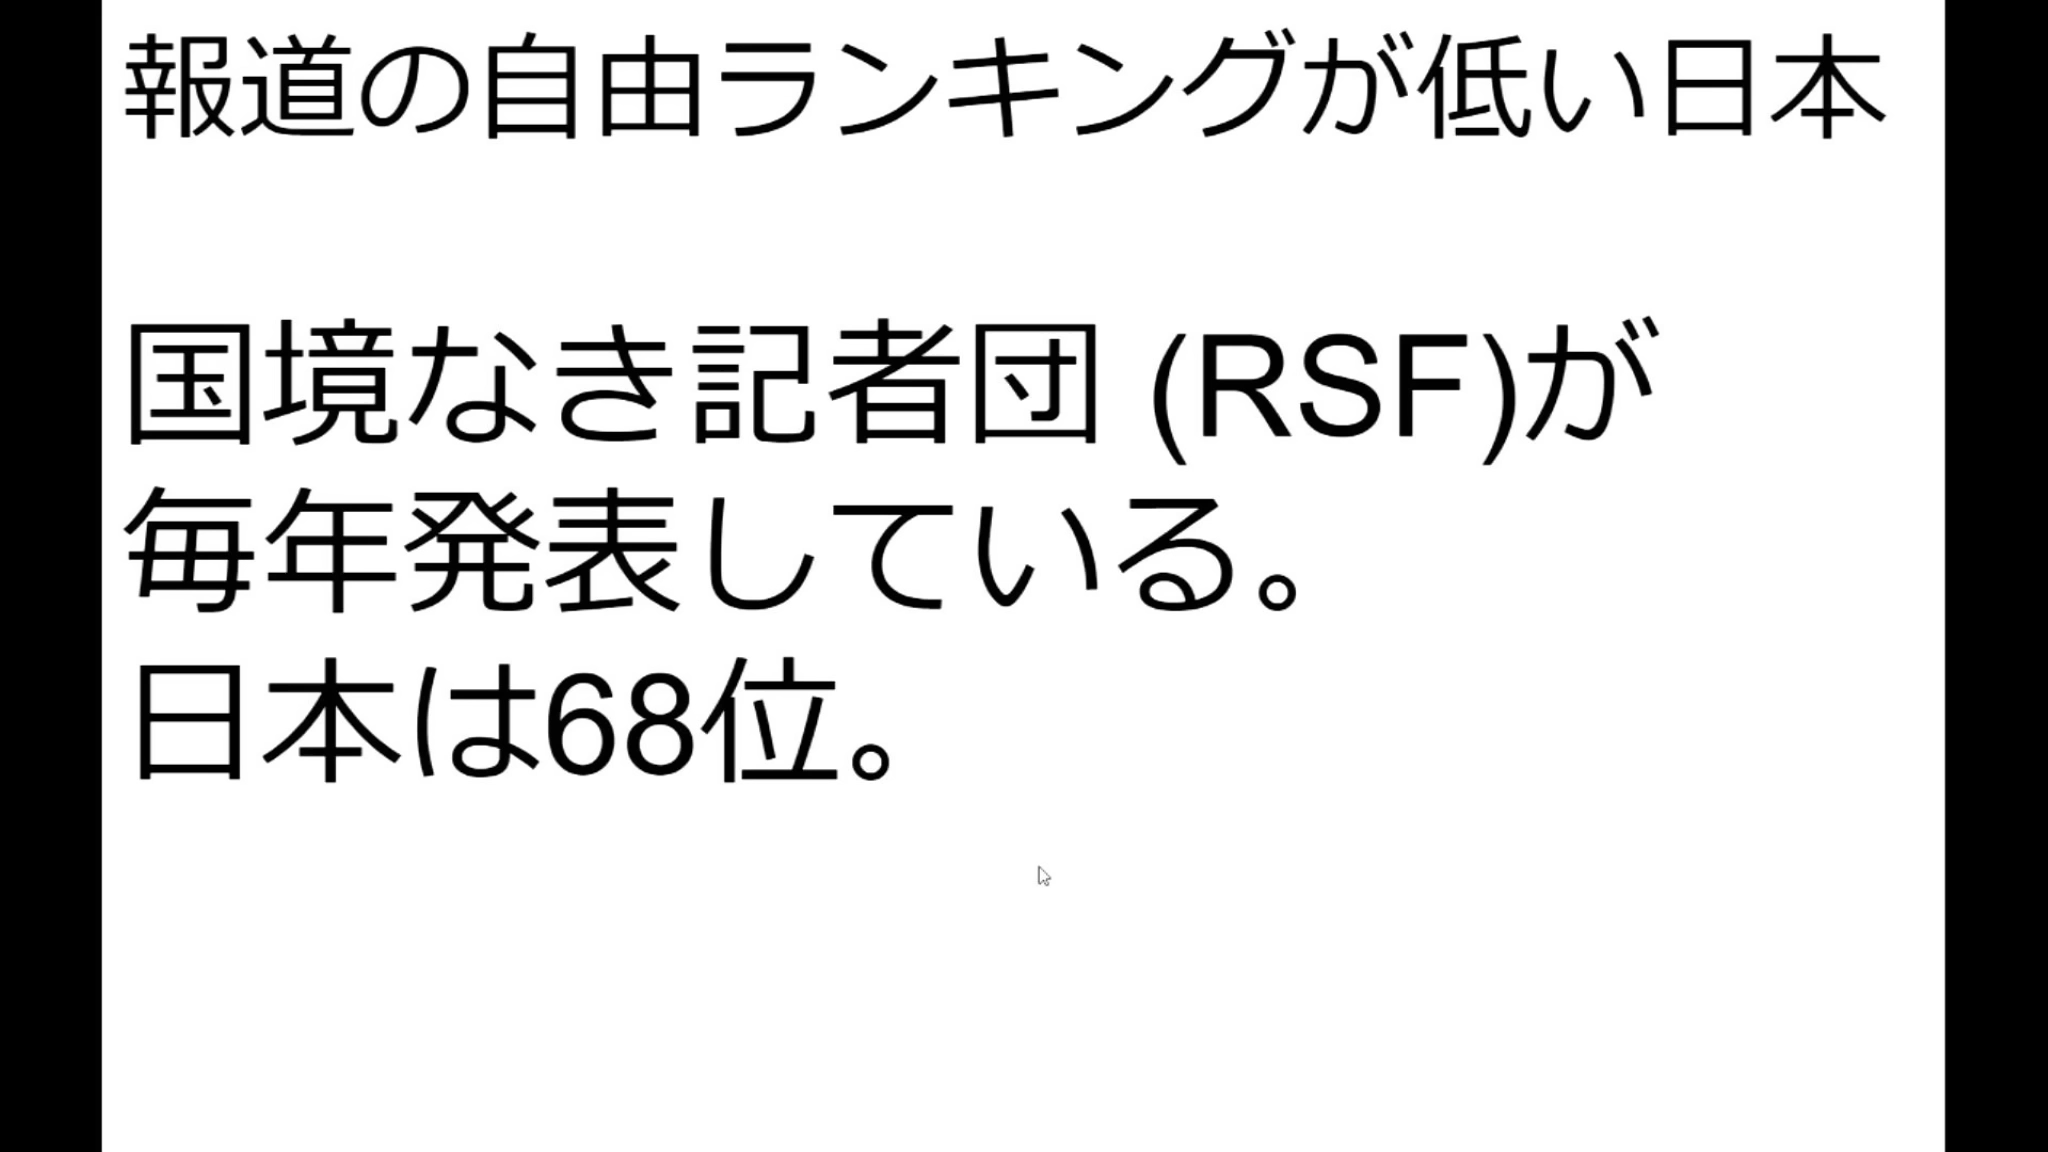 報道の自由ランキングが低い日本
国境なき記者団 (RSF)が
毎年発表している。
日本は68位。